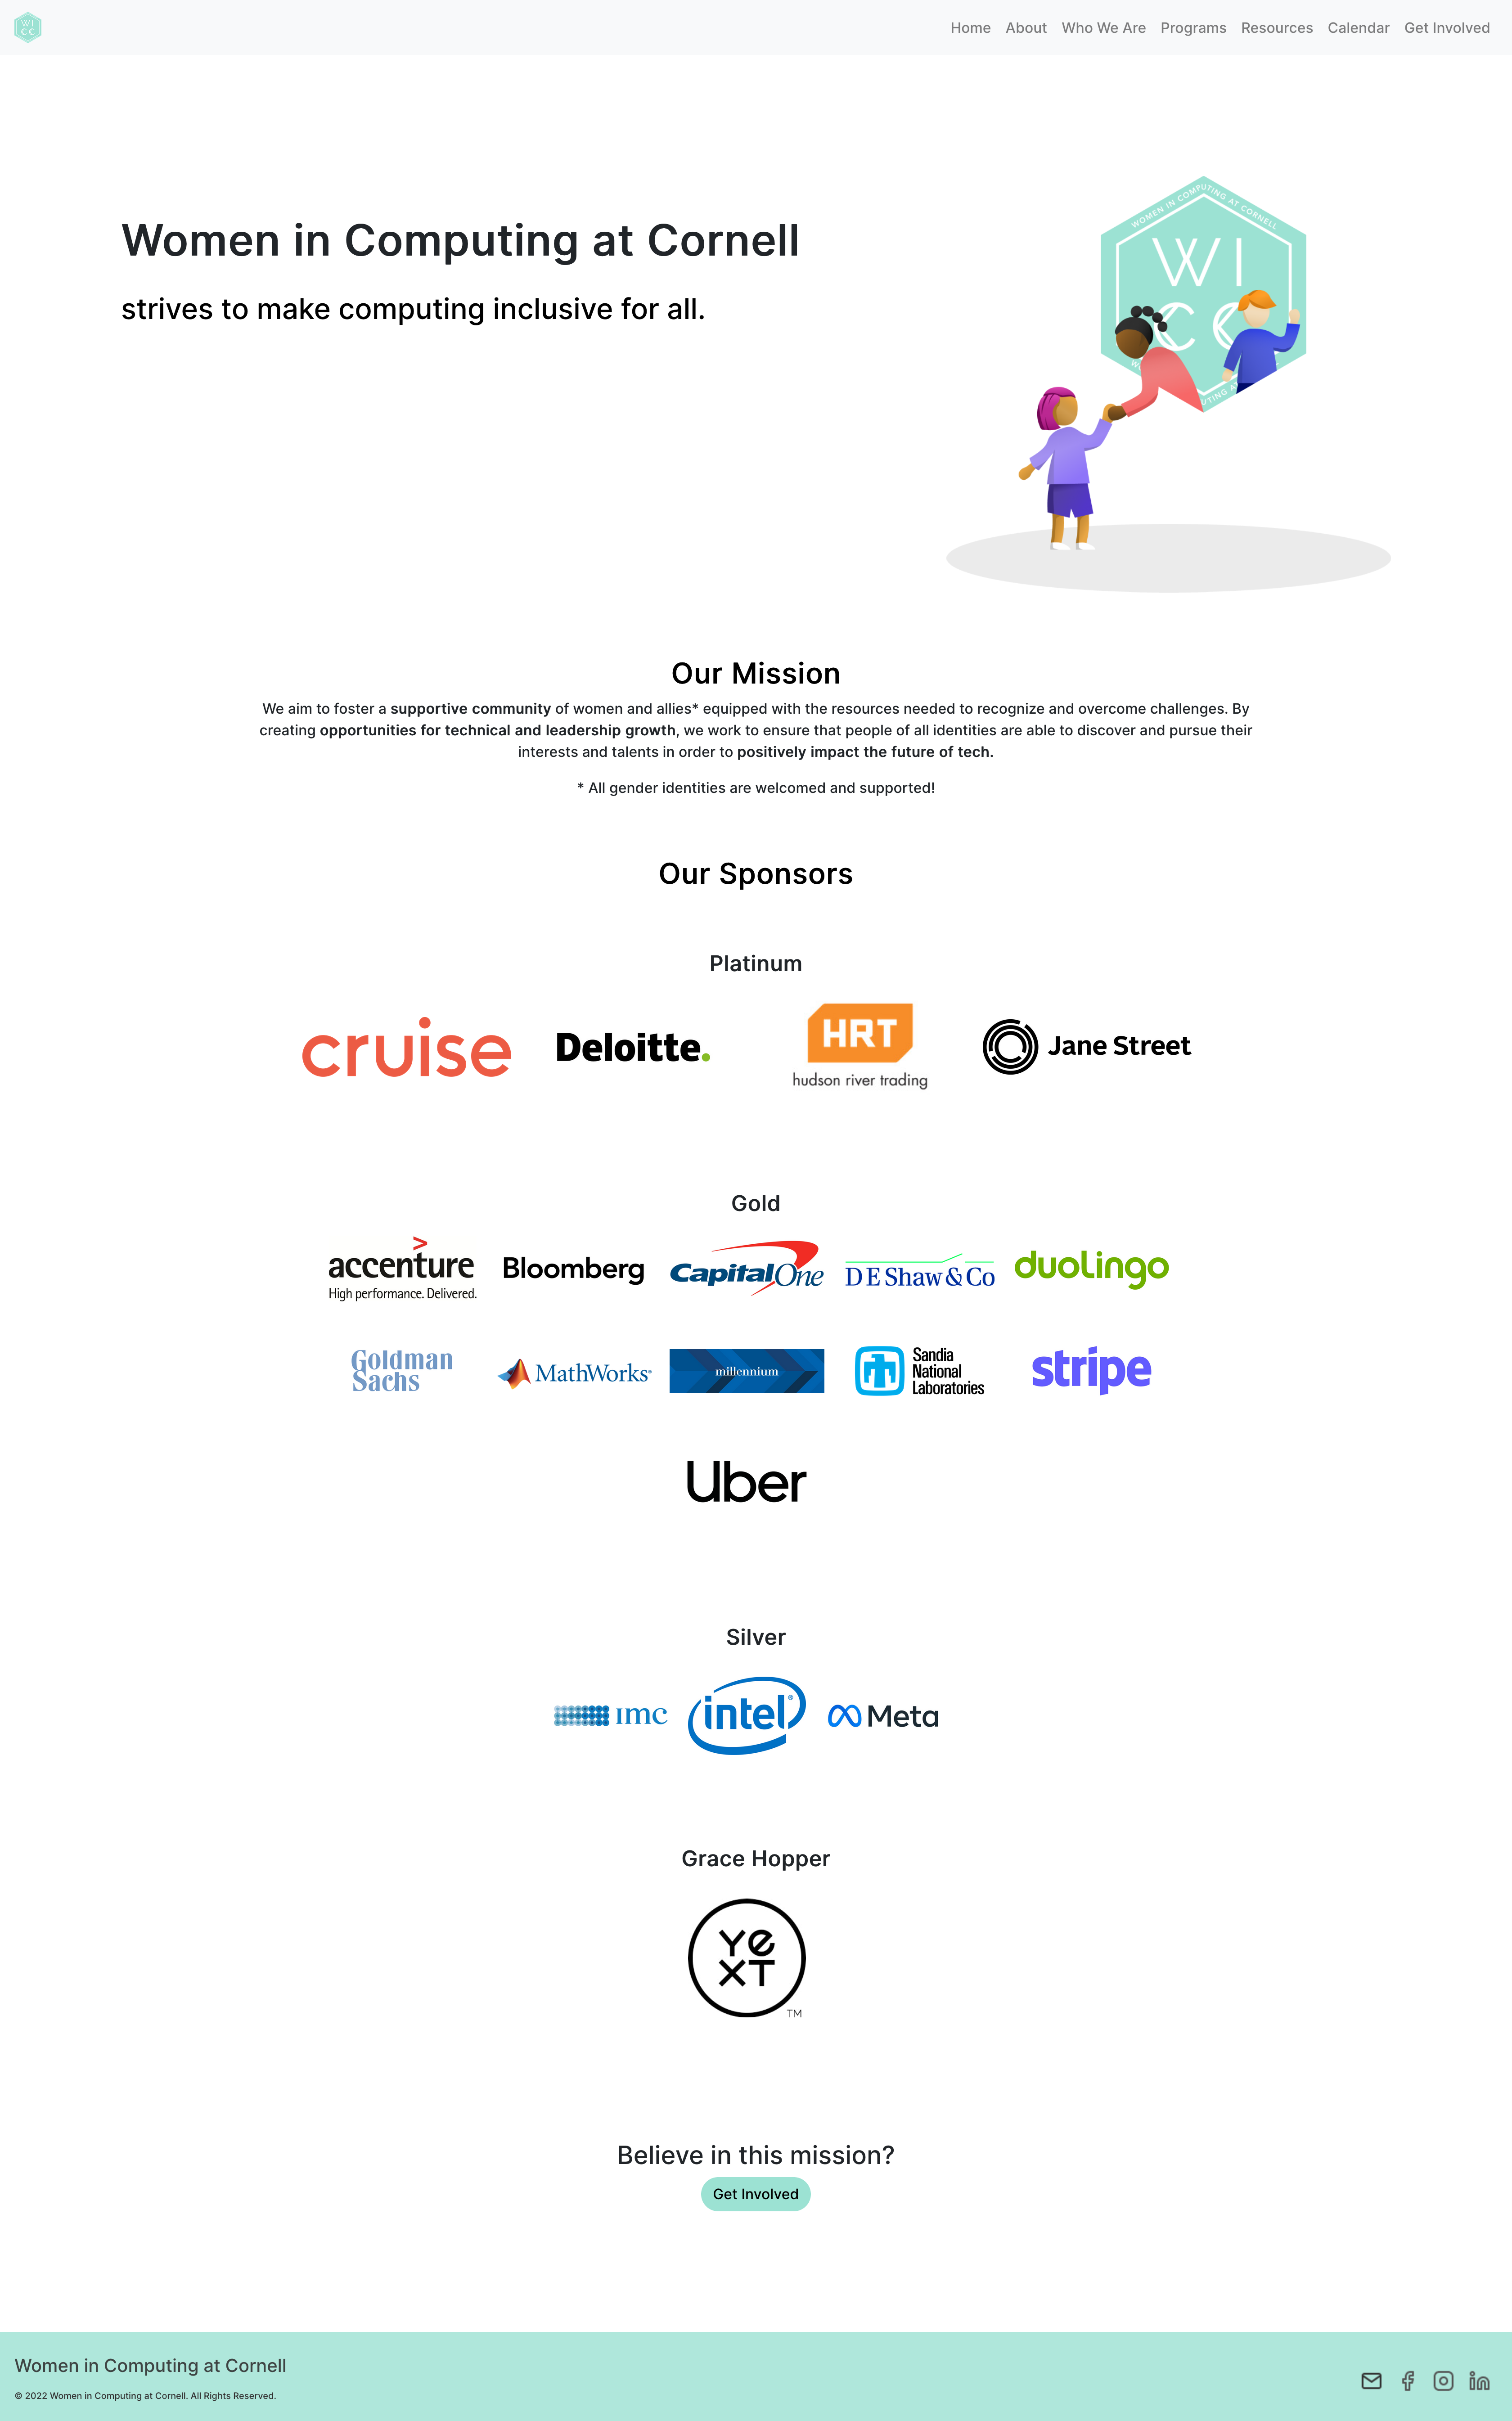 WI
CC
Home About Who We Are Programs Resources Calendar Get Involved
WOMEN IN COMPUTING AT CORNELL
WI
Women in Computing at Cornell
strives to make computing inclusive for all.
Our Mission
We aim to foster a supportive community of women and allies* equipped with the resources needed to recognize and overcome challenges. By
creating opportunities for technical and leadership growth, we work to ensure that people of all identities are able to discover and pursue their
interests and talents in order to positively impact the future of tech.
* All gender identities are welcomed and supported!
Our Sponsors
Platinum
cruise Deloitte. HRT Jane Street
hudson river trading
Gold
accenture Bloomberg CapitalOne D E Shaw & Co duolingo
High performance. Delivered.
Goldman Sachs MathWorks® millennium Sandia National Laboratories stripe
Uber
Silver
imc intel® Meta
Grace Hopper
Ye
XT
TM
Believe in this mission?
Get Involved
Women in Computing at Cornell
© 2022 Women in Computing at Cornell. All Rights Reserved.